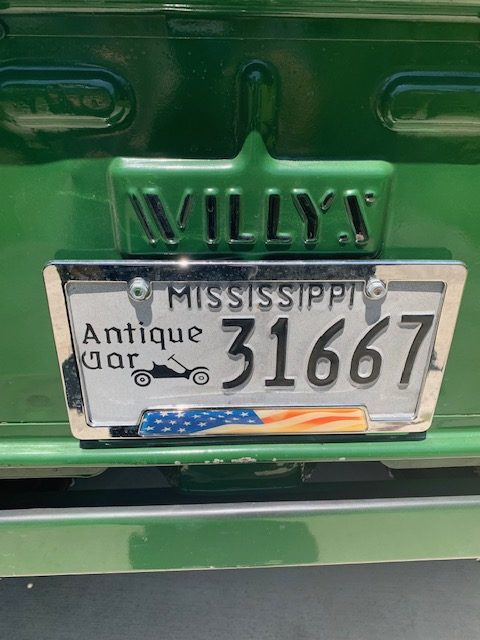 WILLYS
MISSISSIPPI
Antique
Car
31667